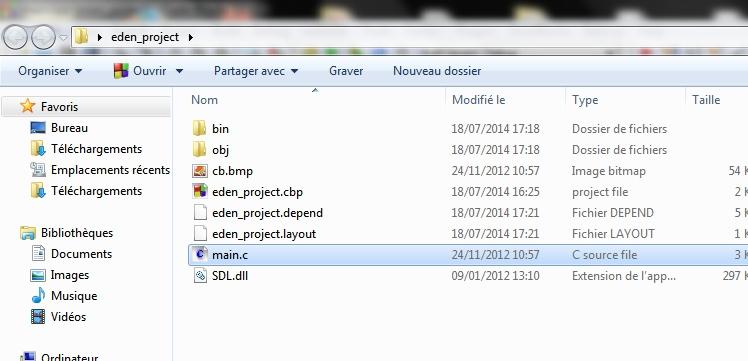 eden_project
Organiser Ouvrir Partager avec Graver Nouveau dossier
Favoris
Bureau
Téléchargements
Emplacements récents
Téléchargements
Bibliothèques
Documents
Images
Musique
Vidéos
Ordinateur
Nom Modifié le Type Taille
bin 18/07/2014 17:18 Dossier de fichiers
obj 18/07/2014 17:18 Dossier de fichiers
cb.bmp 24/11/2012 10:57 Image bitmap 54 K
eden_project.cbp 18/07/2014 16:25 project file 2 K
eden_project.depend 18/07/2014 17:21 Fichier DEPEND 5 K
eden_project.layout 18/07/2014 17:21 Fichier LAYOUT 1 K
main.c 24/11/2012 10:57 C source file 3 K
SDL.dll 09/01/2012 13:10 Extension de l'app... 297 K